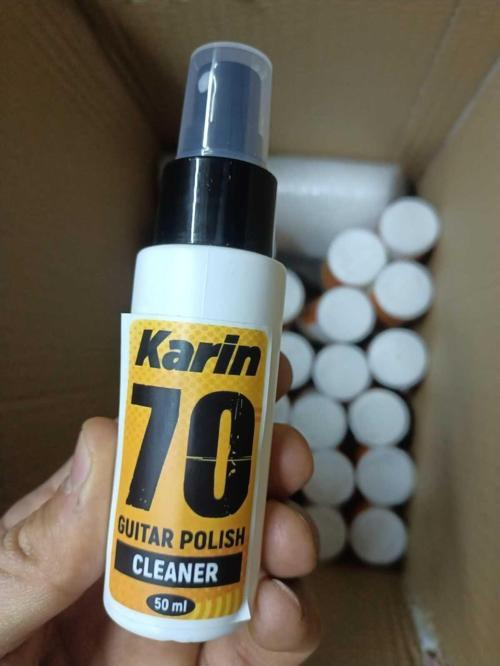 Karin
70
GUITAR POLISH
CLEANER
50 ml